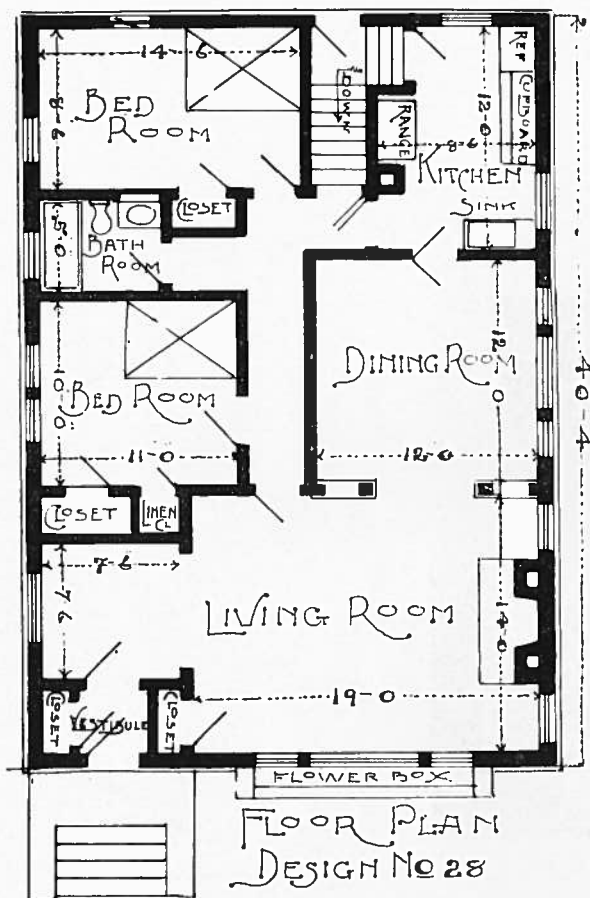 14-6
8-6
BED
ROOM
DOWN
RANGE
12-0
REF
CUPBOARD
8-6
KITCHEN
SINK
CLOSET
5-0
BATH
ROOM
10-0
BED ROOM
11-0
DINING ROOM
12-0
12-0
40-4
CLOSET
LINEN
CL
7-6
7-6
LIVING ROOM
14-0
19-0
CLOSET
VESTIBULE
CLOSET
FLOWER BOX
FLOOR PLAN
DESIGN No 28